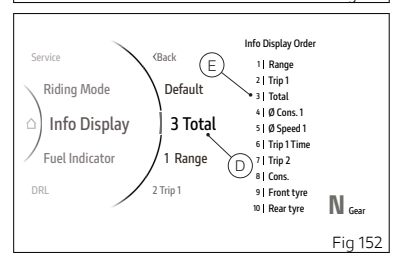 Service
Riding Mode
Info Display
Fuel Indicator
DRL
<Back
Default
3 Total
1 Range
2 Trip 1
E
D
Info Display Order
1 | Range
2 | Trip 1
3 | Total
4 | Ø Cons. 1
5 | Ø Speed 1
6 | Trip 1 Time
7 | Trip 2
8 | Cons.
9 | Front tyre
10 | Rear tyre
N Gear
Fig 152